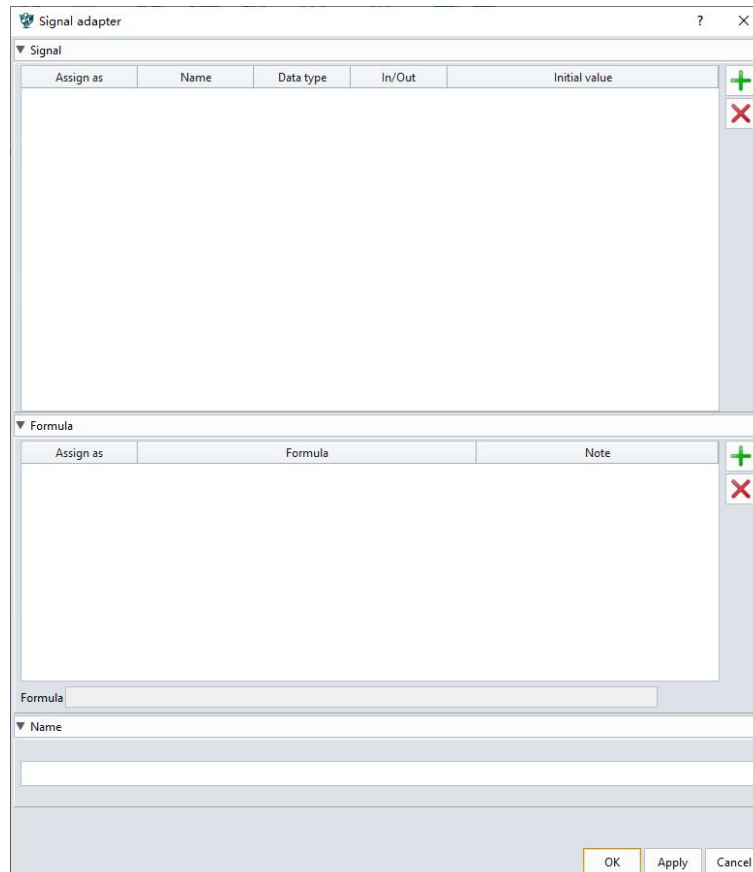 Signal adapter ?
Signal
Assign as Name Data type In/Out Initial value
Formula
Assign as Formula Note
Formula
Name
OK Apply Cancel